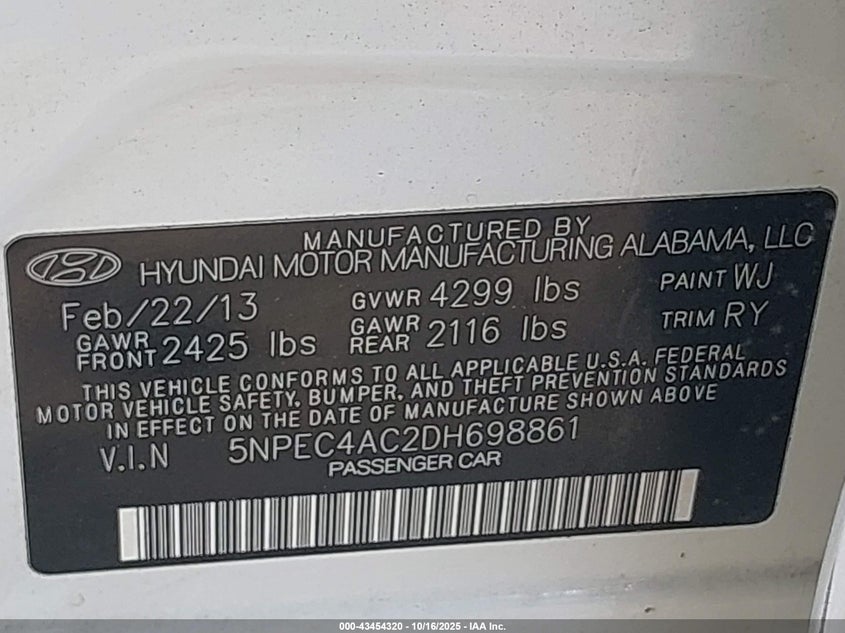 MANUFACTURED BY
HYUNDAI MOTOR MANUFACTURING ALABAMA, LLC
Feb/22/13 GVWR 4299 lbs PAINT WJ
GAWR FRONT 2425 lbs GAWR REAR 2116 lbs TRIM RY
THIS VEHICLE CONFORMS TO ALL APPLICABLE U.S.A. FEDERAL
MOTOR VEHICLE SAFETY, BUMPER, AND THEFT PREVENTION STANDARDS
IN EFFECT ON THE DATE OF MANUFACTURE SHOWN ABOVE
V.I.N 5NPEC4AC2DH698861
PASSENGER CAR
000-43454320 - 10/16/2025 - IAA Inc.